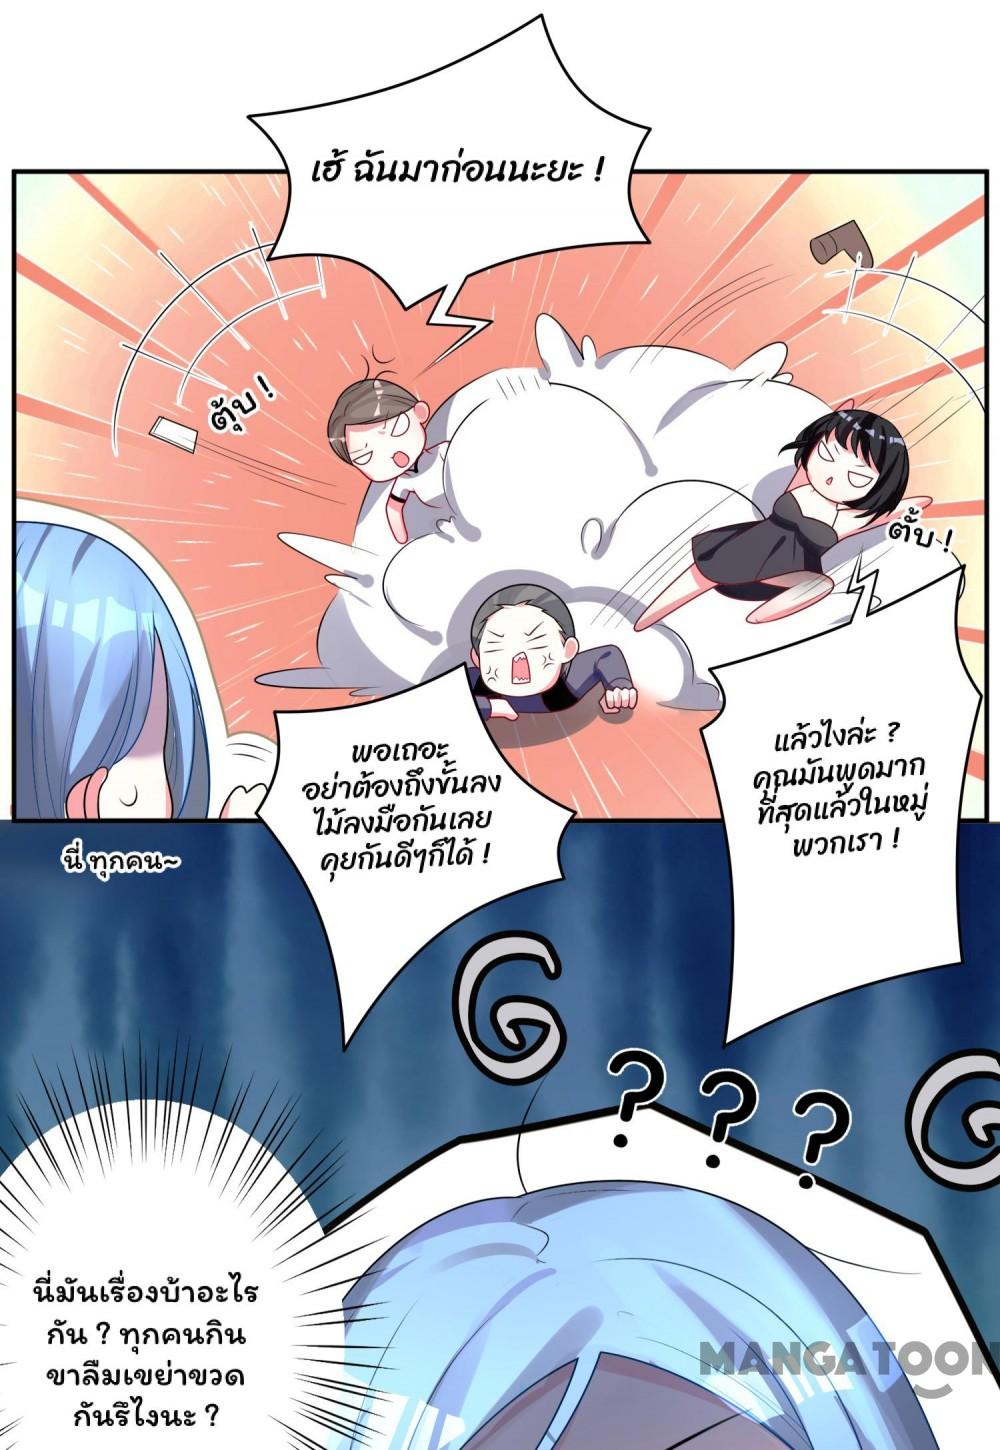 เฮ้ ฉันมาก่อนนะยะ !
ตุ้บ !
ตั้บ !
แล้วไงล่ะ ?
คุณมันพูดมาก
ที่สุดแล้วในหมู่
พวกเรา !
พอเถอะ
อย่าต้องถึงขั้นลง
ไม้ลงมือกันเลย
คุยกันดีๆก็ได้ !
นี่ ทุกคน~
? ? ?
นี่มันเรื่องบ้าอะไร
กัน ? ทุกคนกิน
ยาลืมเขย่าขวด
กันรึไงนะ ?
MANGATOON